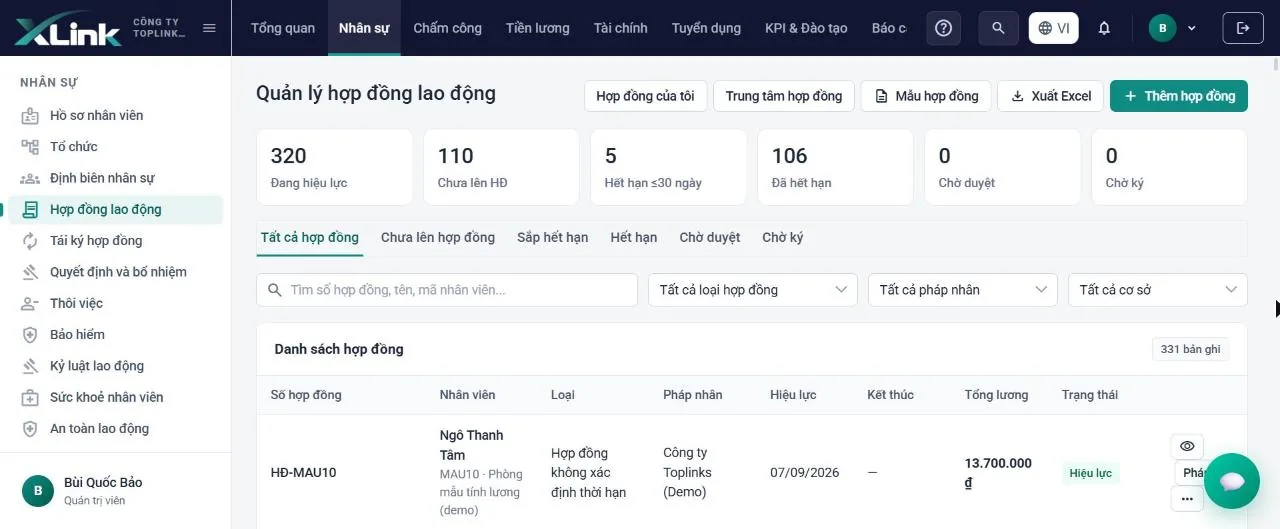 XLink
CÔNG TY
TOPLINK…
Tổng quan
Nhân sự
Chấm công
Tiền lương
Tài chính
Tuyển dụng
KPI & Đào tạo
Báo c
VI
B
NHÂN SỰ
Hồ sơ nhân viên
Tổ chức
Định biên nhân sự
Hợp đồng lao động
Tái ký hợp đồng
Quyết định và bổ nhiệm
Thôi việc
Bảo hiểm
Kỷ luật lao động
Sức khoẻ nhân viên
An toàn lao động
B
Bùi Quốc Bảo
Quản trị viên
Quản lý hợp đồng lao động
Hợp đồng của tôi
Trung tâm hợp đồng
Mẫu hợp đồng
Xuất Excel
Thêm hợp đồng
320
Đang hiệu lực
110
Chưa lên HĐ
5
Hết hạn ≤30 ngày
106
Đã hết hạn
0
Chờ duyệt
0
Chờ ký
Tất cả hợp đồng
Chưa lên hợp đồng
Sắp hết hạn
Hết hạn
Chờ duyệt
Chờ ký
Tìm số hợp đồng, tên, mã nhân viên...
Tất cả loại hợp đồng
Tất cả pháp nhân
Tất cả cơ sở
Danh sách hợp đồng
331 bản ghi
Số hợp đồng
Nhân viên
Loại
Pháp nhân
Hiệu lực
Kết thúc
Tổng lương
Trạng thái
HĐ-MAU10
Ngô Thanh
Tâm
MAU10 - Phòng
mẫu tính lương
(demo)
Hợp đồng
không xác
định thời hạn
Công ty
Toplinks
(Demo)
07/09/2026
—
13.700.000
₫
Hiệu lực
Phá